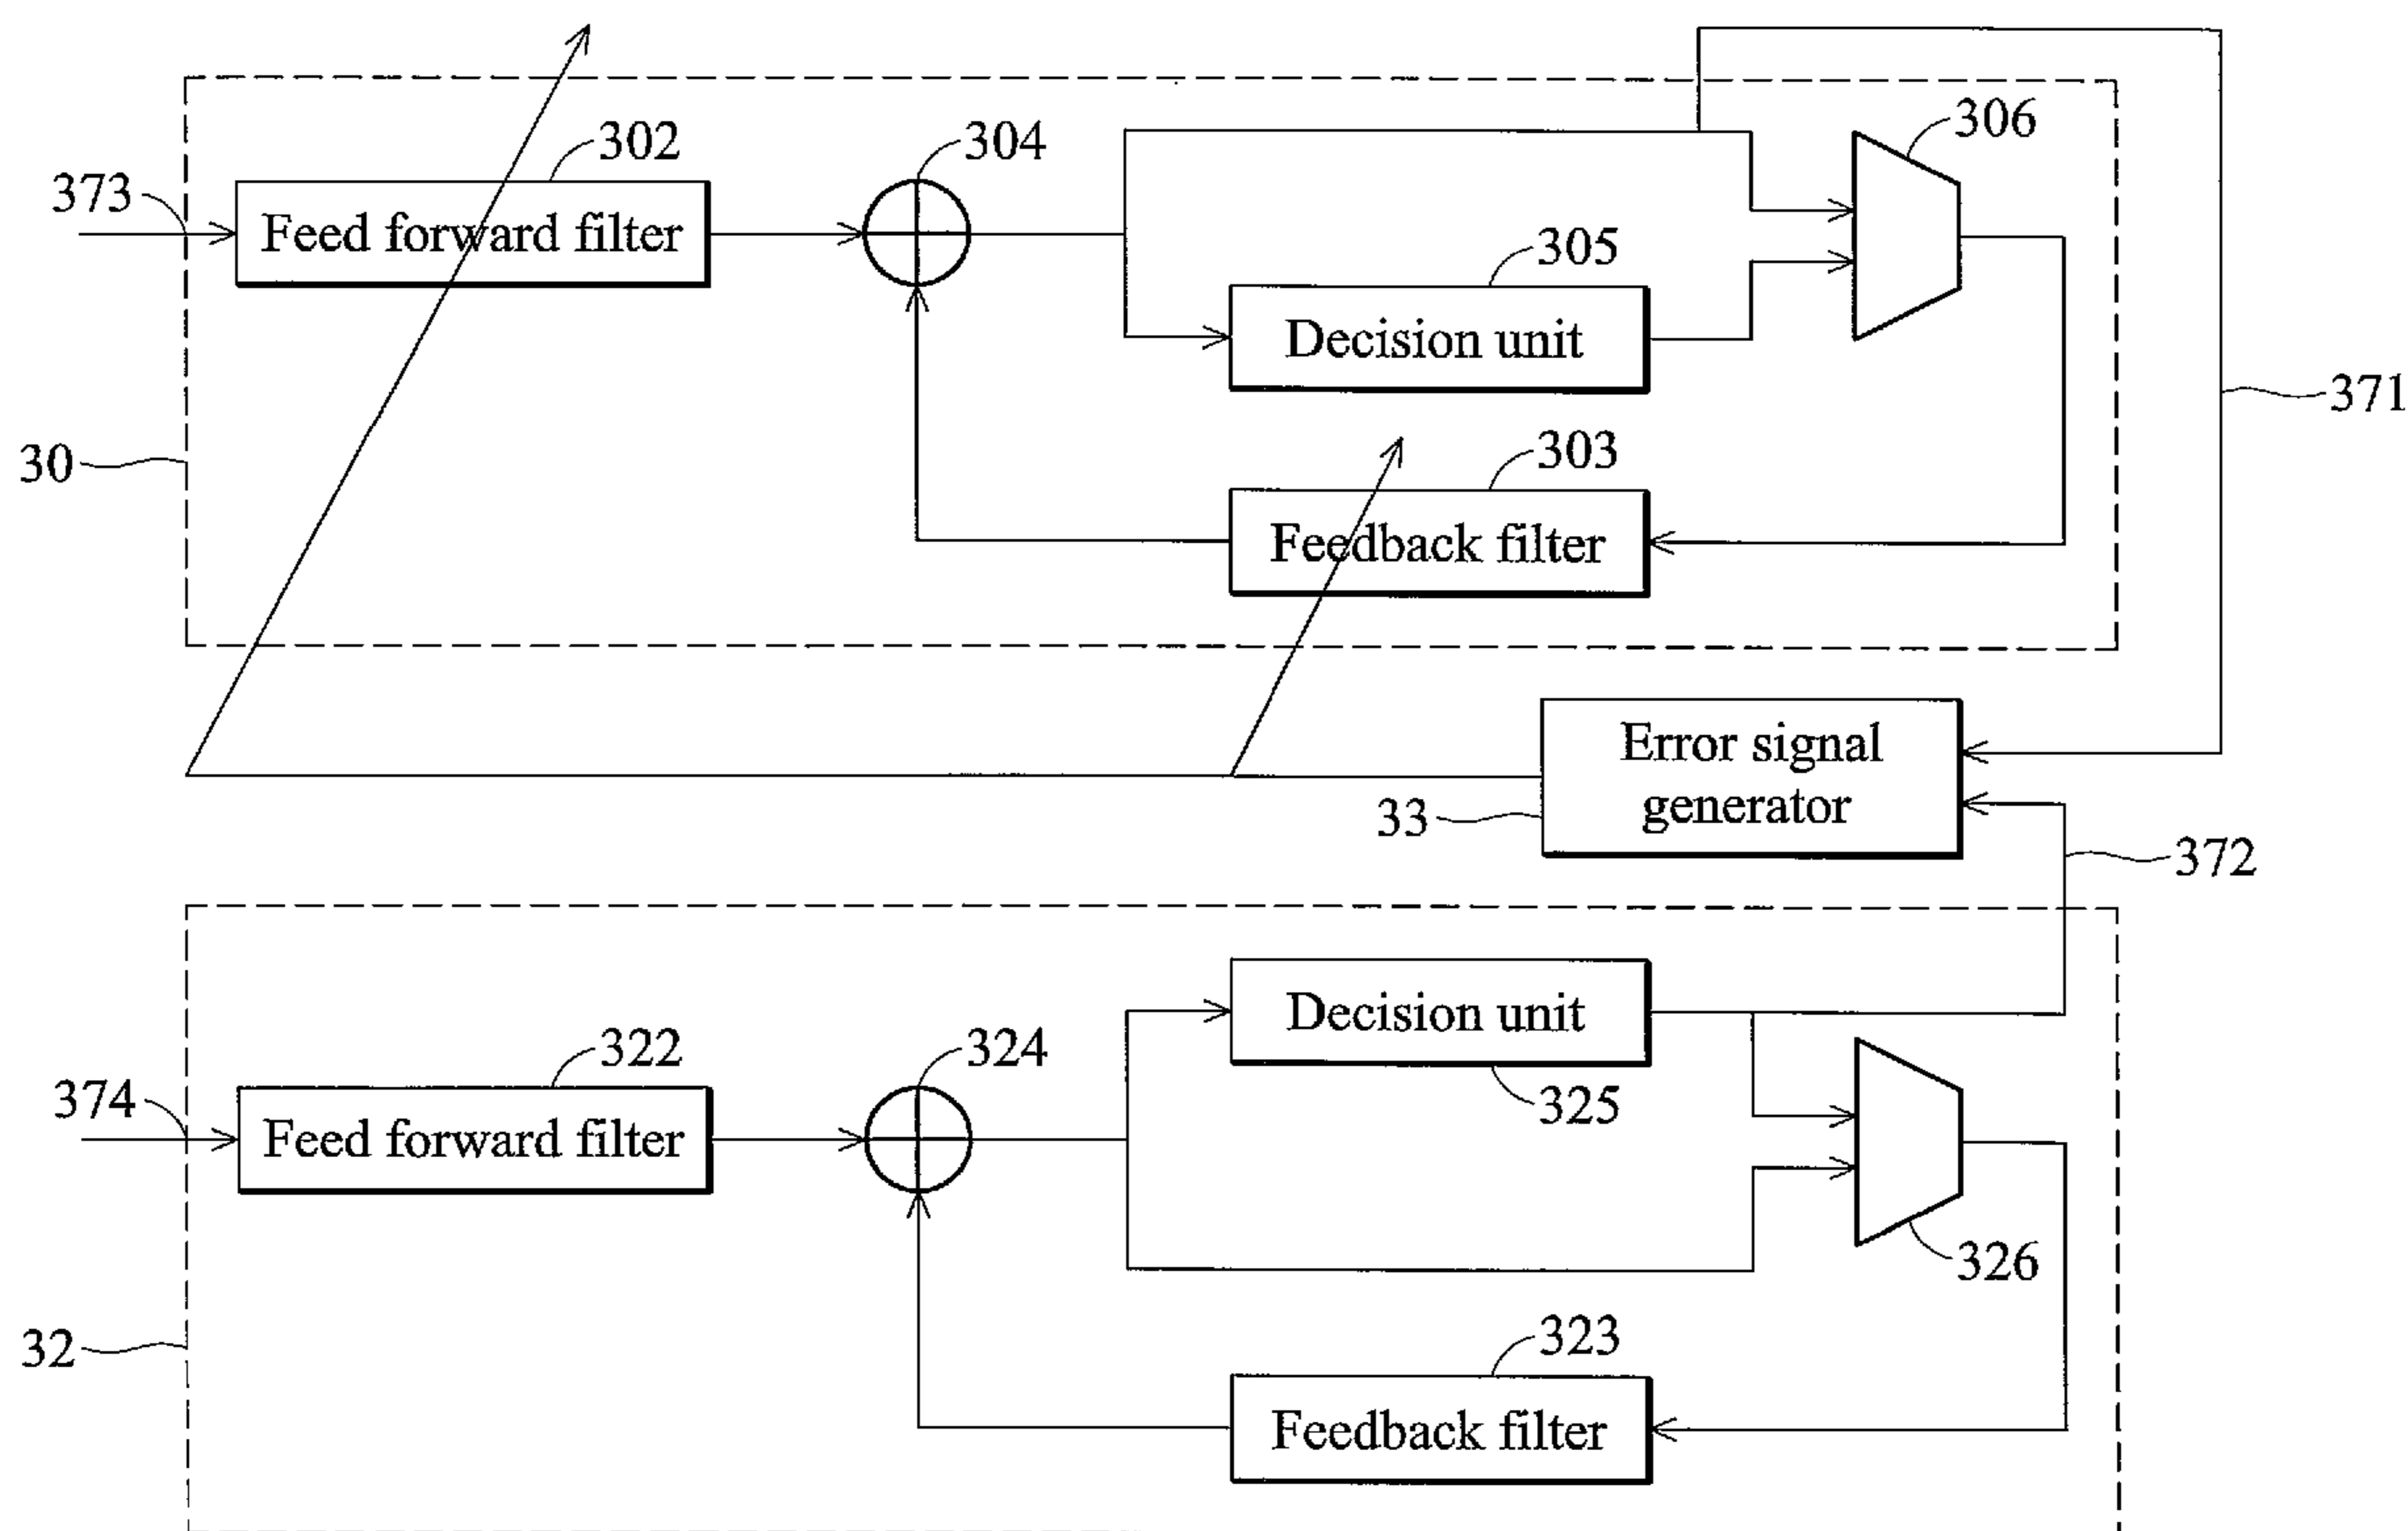 302
304
306
373
Feed forward filter
305
Decision unit
371
303
30
Feedback filter
Error signal
generator
33
372
Decision unit
322
324
374
325
Feed forward filter
326
323
32
Feedback filter